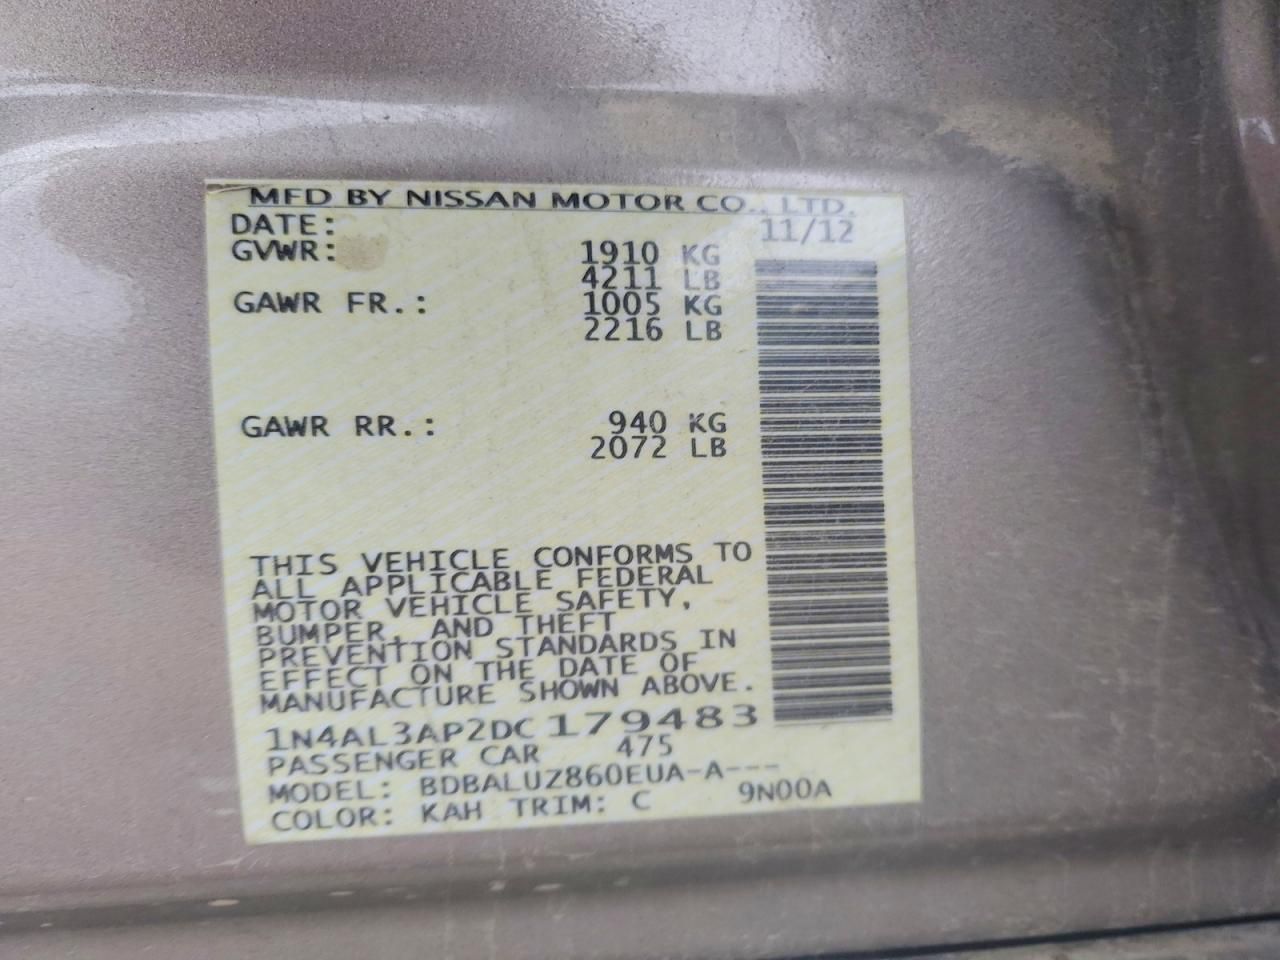 MFD BY NISSAN MOTOR CO., LTD.
DATE: 11/12
GVWR: 1910 KG
4211 LB
GAWR FR.: 1005 KG
2216 LB
GAWR RR.: 940 KG
2072 LB
THIS VEHICLE CONFORMS TO
ALL APPLICABLE FEDERAL
MOTOR VEHICLE SAFETY,
BUMPER, AND THEFT
PREVENTION STANDARDS IN
EFFECT ON THE DATE OF
MANUFACTURE SHOWN ABOVE.
1N4AL3AP2DC179483
PASSENGER CAR 475
MODEL: BDBALUZ860EUA-A---
COLOR: KAH TRIM: C 9N00A